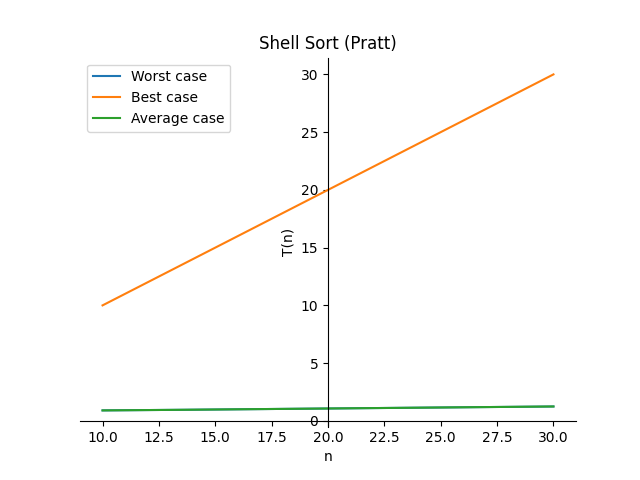 Shell Sort (Pratt)
Worst case
Best case
Average case
30
25
20
15
10
5
0
T(n)
10.0 12.5 15.0 17.5 20.0 22.5 25.0 27.5 30.0
n